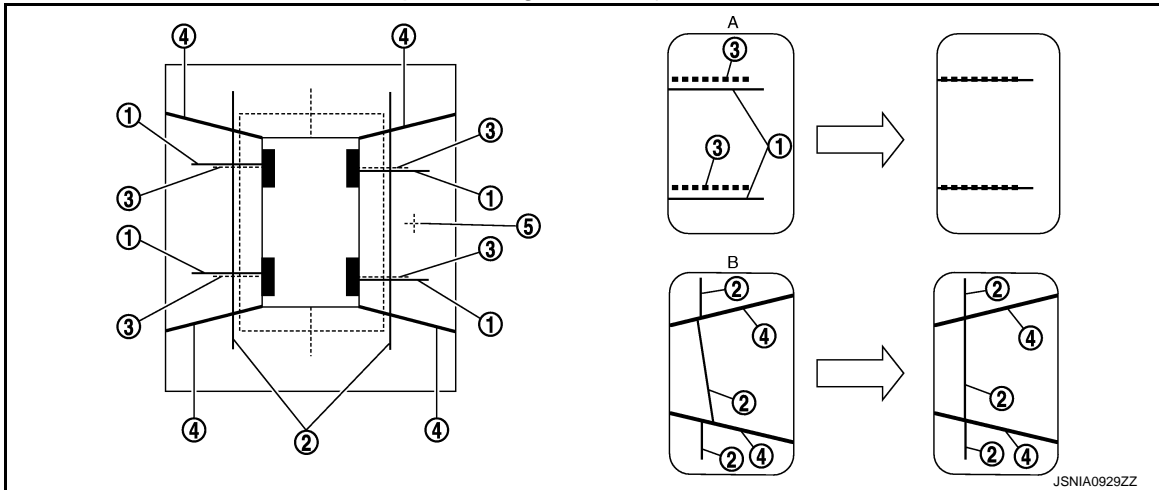 A
④ ④ ③
① ③
③ ③ ①
① ⑤
① ③
③ ①
④ ④
②
B
② ②
④ ④
② ②
② ④ ② ④
JSNIA0929ZZ